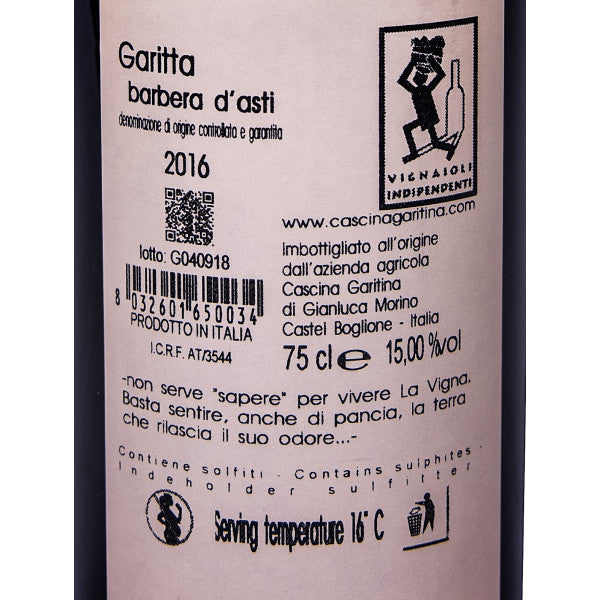 Garitta
barbera d'asti
denominazione di origine controllata e garantita
2016
VIGNAIOLI
INDIPENDENTI
www.cascinagaritina.com
lotto: G040918
8 032601 650034
PRODOTTO IN ITALIA
I.C.R.F. AT/3544
Imbottigliato all'origine
dall'azienda agricola
Cascina Garitina
di Gianluca Morino
Castel Boglione - Italia
75 cl e 15,00 %vol
-non serve "sapere" per vivere La Vigna.
Basta sentire, anche di pancia, la terra
che rilascia il suo odore...-
Contiene solfiti - Contains sulphites -
Indeholder sulfitter
Serving temperature 16° C